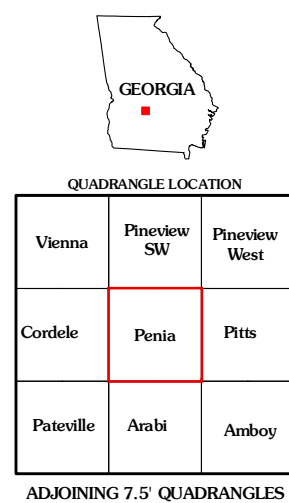 GEORGIA
QUADRANGLE LOCATION
Vienna
Pineview
SW
Pineview
West
Cordele
Penia
Pitts
Pateville
Arabi
Amboy
ADJOINING 7.5' QUADRANGLES